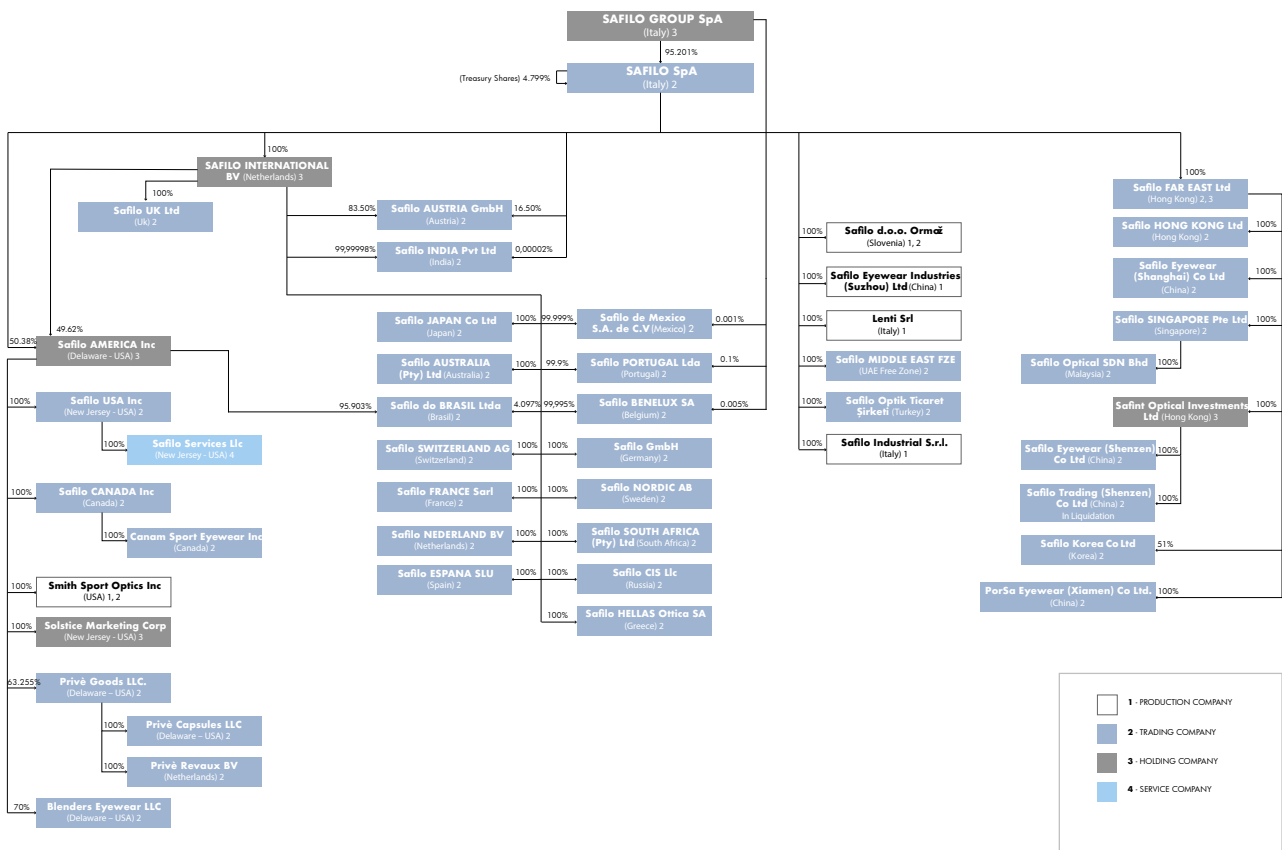 SAFILO GROUP SpA
(Italy) 3
95.201%
(Treasury Shares) 4.799%
SAFILO SpA
(Italy) 2
100%
SAFILO INTERNATIONAL
BV (Netherlands) 3
100%
Safilo UK Ltd
(Uk) 2
83.50%
Safilo AUSTRIA GmbH
(Austria) 2
16.50%
99,99998%
Safilo INDIA Pvt Ltd
(India) 2
0,00002%
49.62%
50.38%
Safilo AMERICA Inc
(Delaware - USA) 3
100%
Safilo USA Inc
(New Jersey - USA) 2
100%
Safilo Services Llc
(New Jersey - USA) 4
100%
Safilo CANADA Inc
(Canada) 2
100%
Canam Sport Eyewear Inc
(Canada) 2
100%
Smith Sport Optics Inc
(USA) 1, 2
100%
Solstice Marketing Corp
(New Jersey - USA) 3
63.255%
Privè Goods LLC.
(Delaware – USA) 2
100%
Privè Capsules LLC
(Delaware – USA) 2
100%
Privè Revaux BV
(Netherlands) 2
70%
Blenders Eyewear LLC
(Delaware – USA) 2
Safilo JAPAN Co Ltd
(Japan) 2
100%
99.999%
Safilo de Mexico
S.A. de C.V (Mexico) 2
0.001%
Safilo AUSTRALIA
(Pty) Ltd (Australia) 2
100%
99.9%
Safilo PORTUGAL Lda
(Portugal) 2
0.1%
95.903%
Safilo do BRASIL Ltda
(Brasil) 2
4.097%
99,995%
Safilo BENELUX SA
(Belgium) 2
0.005%
Safilo SWITZERLAND AG
(Switzerland) 2
100%
100%
Safilo GmbH
(Germany) 2
Safilo FRANCE Sarl
(France) 2
100%
100%
Safilo NORDIC AB
(Sweden) 2
Safilo NEDERLAND BV
(Netherlands) 2
100%
100%
Safilo SOUTH AFRICA
(Pty) Ltd (South Africa) 2
Safilo ESPANA SLU
(Spain) 2
100%
100%
Safilo CIS Llc
(Russia) 2
100%
Safilo HELLAS Ottica SA
(Greece) 2
100%
Safilo d.o.o. Ormož
(Slovenia) 1, 2
100%
Safilo Eyewear Industries
(Suzhou) Ltd (China) 1
100%
Lenti Srl
(Italy) 1
100%
Safilo MIDDLE EAST FZE
(UAE Free Zone) 2
100%
Safilo Optik Ticaret
Şirketi (Turkey) 2
100%
Safilo Industrial S.r.l.
(Italy) 1
100%
Safilo FAR EAST Ltd
(Hong Kong) 2, 3
Safilo HONG KONG Ltd
(Hong Kong) 2
100%
Safilo Eyewear
(Shanghai) Co Ltd
(China) 2
100%
Safilo SINGAPORE Pte Ltd
(Singapore) 2
100%
Safilo Optical SDN Bhd
(Malaysia) 2
100%
Safint Optical Investments
Ltd (Hong Kong) 3
100%
Safilo Eyewear (Shenzen)
Co Ltd (China) 2
100%
Safilo Trading (Shenzen)
Co Ltd (China) 2
In Liquidation
100%
Safilo Korea Co Ltd
(Korea) 2
51%
PorSa Eyewear (Xiamen) Co Ltd.
(China) 2
100%
1 - PRODUCTION COMPANY
2 - TRADING COMPANY
3 - HOLDING COMPANY
4 - SERVICE COMPANY